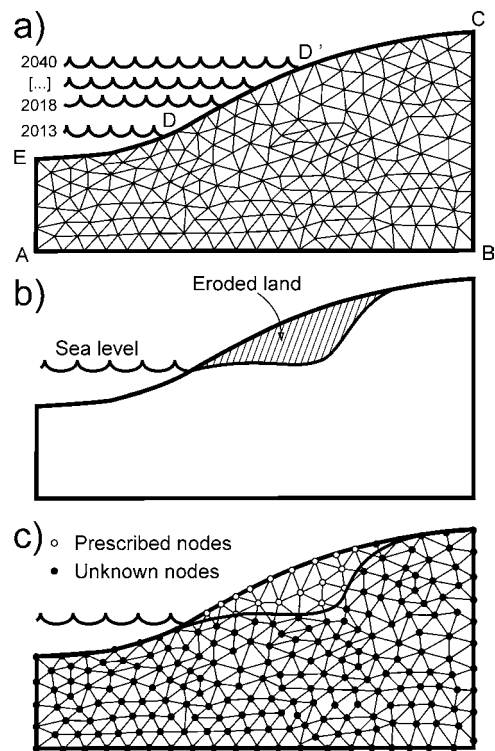 a)
C
D'
2040
[...]
2018
D
2013
E
A
B
b)
Eroded land
Sea level
c)
Prescribed nodes
Unknown nodes